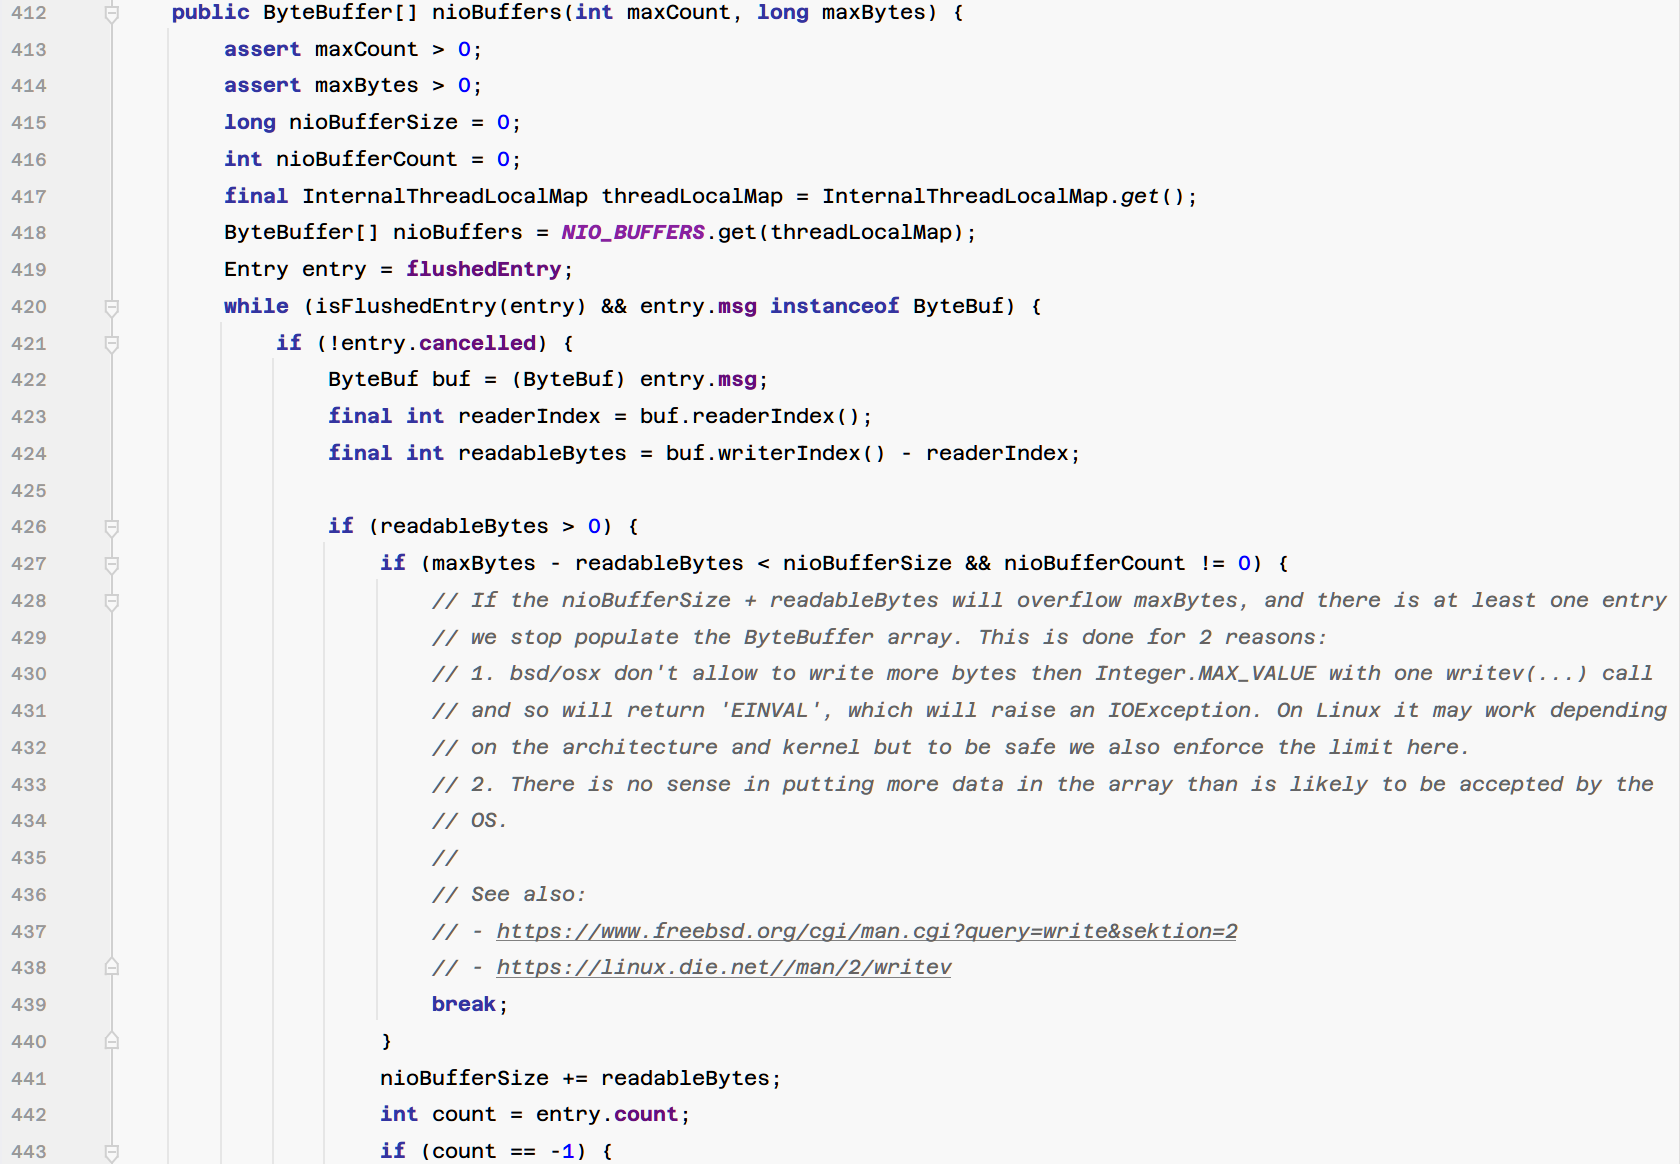 412 public ByteBuffer[] nioBuffers(int maxCount, long maxBytes) {
413 assert maxCount > 0;
414 assert maxBytes > 0;
415 long nioBufferSize = 0;
416 int nioBufferCount = 0;
417 final InternalThreadLocalMap threadLocalMap = InternalThreadLocalMap.get();
418 ByteBuffer[] nioBuffers = NIO_BUFFERS.get(threadLocalMap);
419 Entry entry = flushedEntry;
420 while (isFlushedEntry(entry) && entry.msg instanceof ByteBuf) {
421 if (!entry.cancelled) {
422 ByteBuf buf = (ByteBuf) entry.msg;
423 final int readerIndex = buf.readerIndex();
424 final int readableBytes = buf.writerIndex() - readerIndex;
425
426 if (readableBytes > 0) {
427 if (maxBytes - readableBytes < nioBufferSize && nioBufferCount != 0) {
428 // If the nioBufferSize + readableBytes will overflow maxBytes, and there is at least one entry
429 // we stop populate the ByteBuffer array. This is done for 2 reasons:
430 // 1. bsd/osx don't allow to write more bytes then Integer.MAX_VALUE with one writev(...) call
431 // and so will return 'EINVAL', which will raise an IOException. On Linux it may work depending
432 // on the architecture and kernel but to be safe we also enforce the limit here.
433 // 2. There is no sense in putting more data in the array than is likely to be accepted by the
434 // OS.
435 //
436 // See also:
437 // - https://www.freebsd.org/cgi/man.cgi?query=write&sektion=2
438 // - https://linux.die.net//man/2/writev
439 break;
440 }
441 nioBufferSize += readableBytes;
442 int count = entry.count;
443 if (count == -1) {